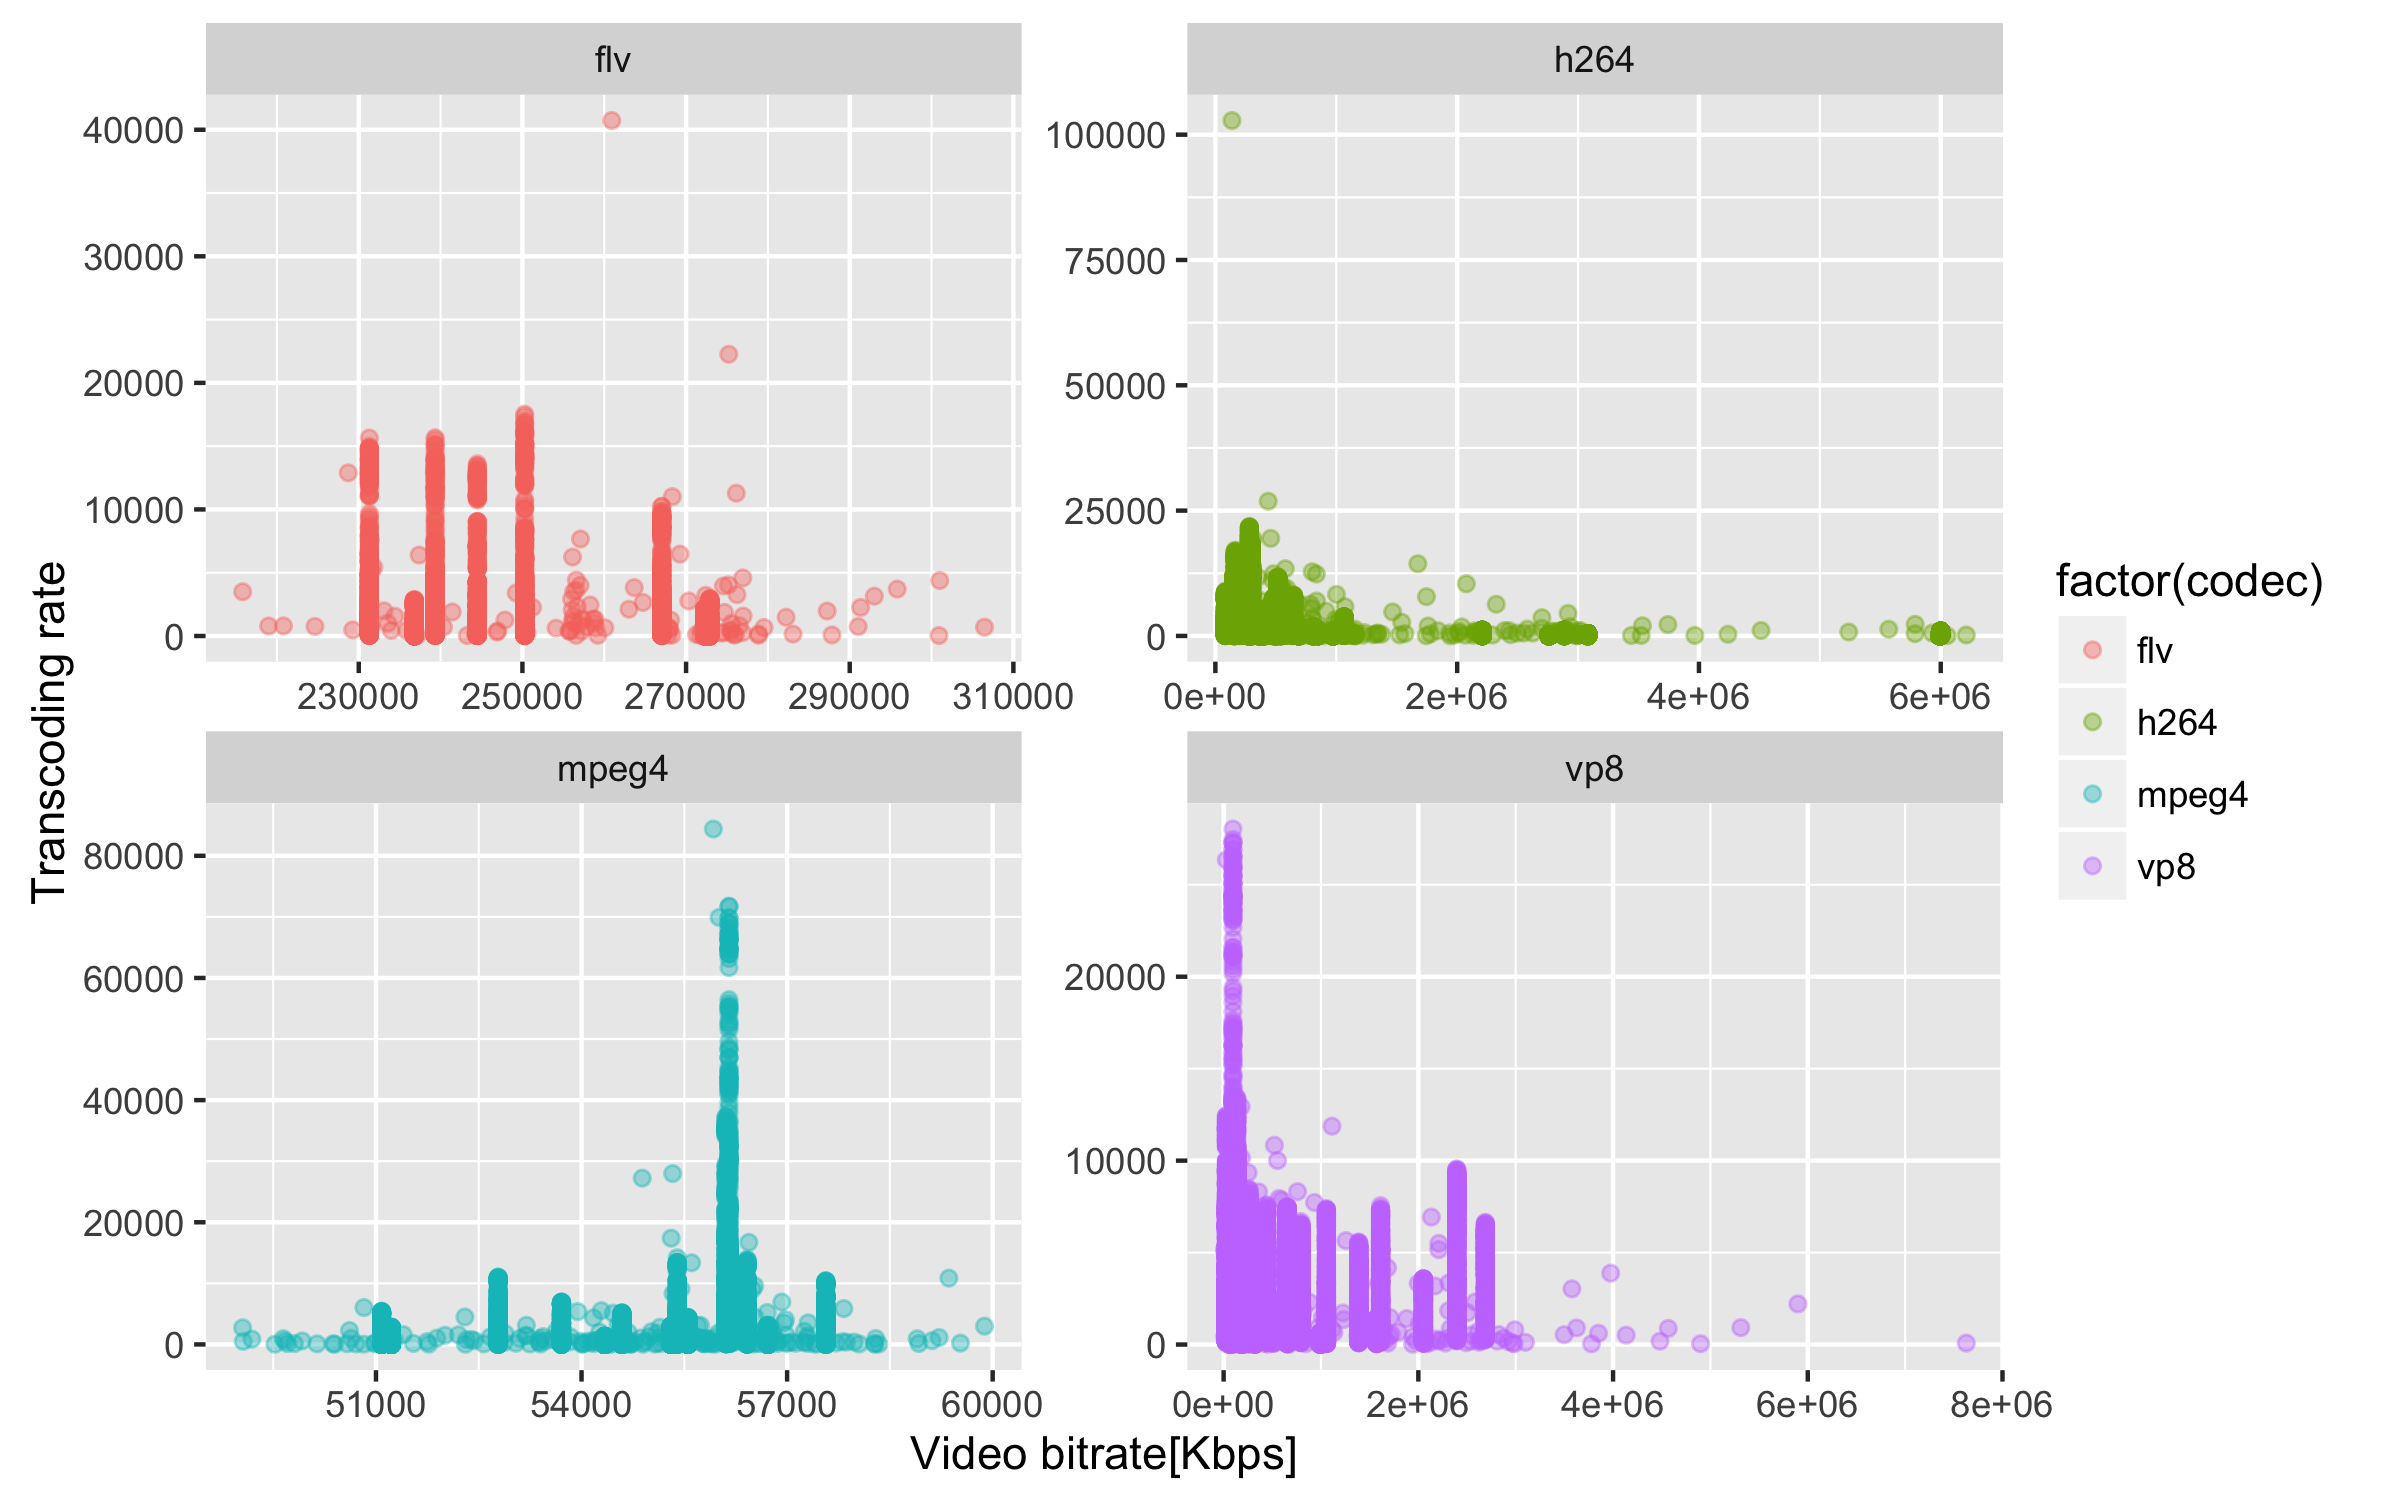 flv
h264
40000
30000
20000
10000
0
100000
75000
50000
25000
0
230000 250000 270000 290000 310000
0e+00 2e+06 4e+06 6e+06
mpeg4
vp8
80000
60000
40000
20000
0
20000
10000
0
51000 54000 57000 60000
0e+00 2e+06 4e+06 6e+06 8e+06
Transcoding rate
Video bitrate[Kbps]
factor(codec)
flv
h264
mpeg4
vp8